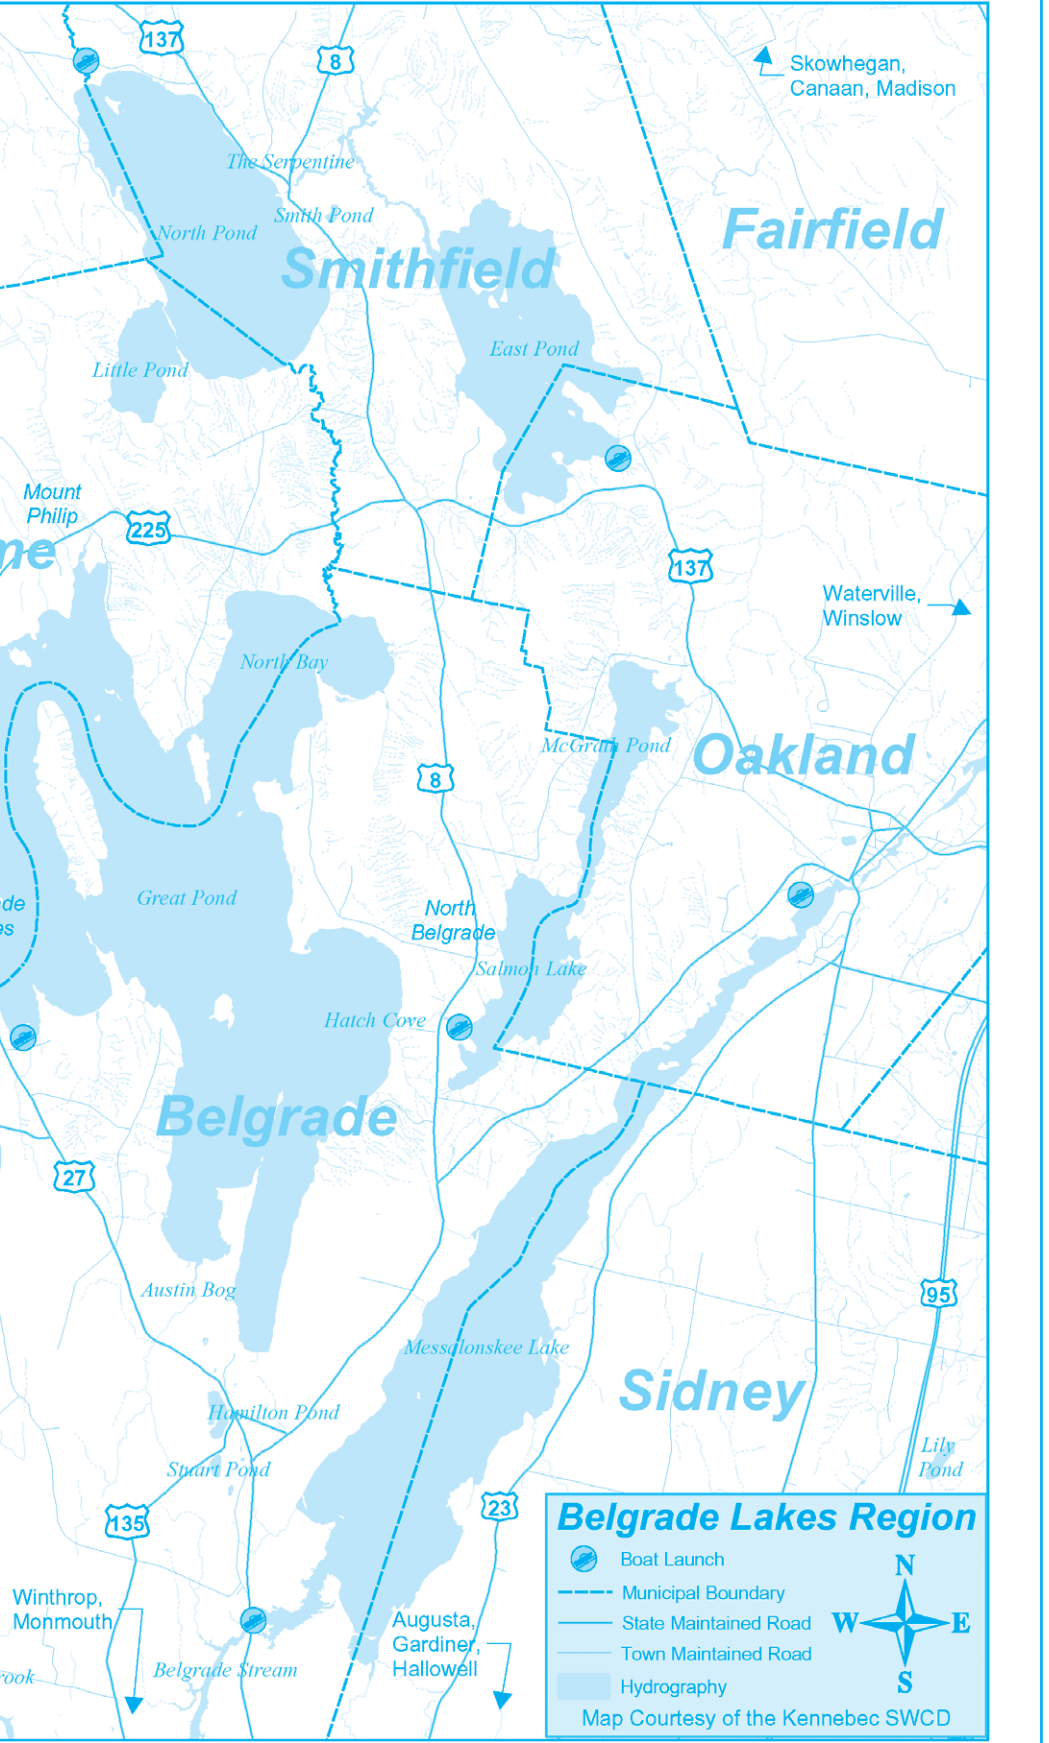 137
8
Skowhegan,
Canaan, Madison
The Serpentine
Smith Pond
North Pond
Fairfield
Smithfield
East Pond
Little Pond
Mount
Philip
225
ne
137
Waterville,
Winslow
North Bay
McGrath Pond
Oakland
8
Great Pond
de
es
North
Belgrade
Salmon Lake
Hatch Cove
Belgrade
27
Austin Bog
95
Messalonskee Lake
Sidney
Hamilton Pond
Lily
Pond
Stuart Pond
135
23
Winthrop,
Monmouth
Augusta,
Gardiner,
Hallowell
Belgrade Stream
rook
Belgrade Lakes Region
Boat Launch
Municipal Boundary
State Maintained Road
Town Maintained Road
Hydrography
N
W E
S
Map Courtesy of the Kennebec SWCD